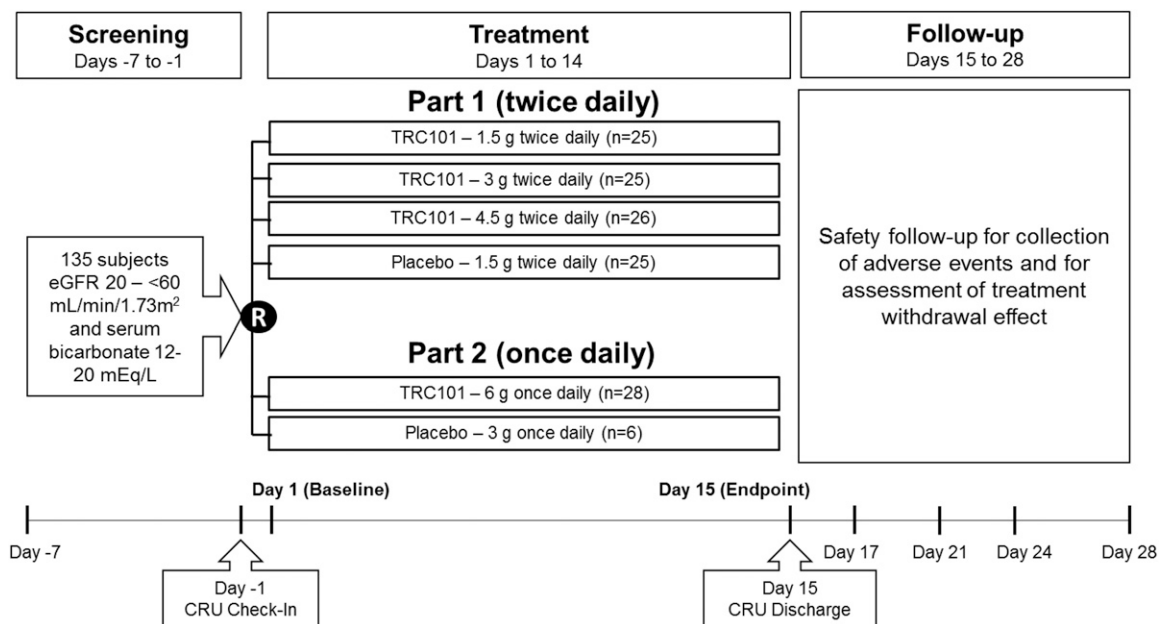 Screening
Days -7 to -1
Treatment
Days 1 to 14
Follow-up
Days 15 to 28
Part 1 (twice daily)
TRC101 – 1.5 g twice daily (n=25)
TRC101 – 3 g twice daily (n=25)
TRC101 – 4.5 g twice daily (n=26)
Placebo – 1.5 g twice daily (n=25)
135 subjects
eGFR 20 – <60
mL/min/1.73m²
and serum
bicarbonate 12-
20 mEq/L
R
Part 2 (once daily)
TRC101 – 6 g once daily (n=28)
Placebo – 3 g once daily (n=6)
Safety follow-up for collection
of adverse events and for
assessment of treatment
withdrawal effect
Day 1 (Baseline)
Day 15 (Endpoint)
Day -7
Day 17
Day 21
Day 24
Day 28
Day -1
CRU Check-In
Day 15
CRU Discharge